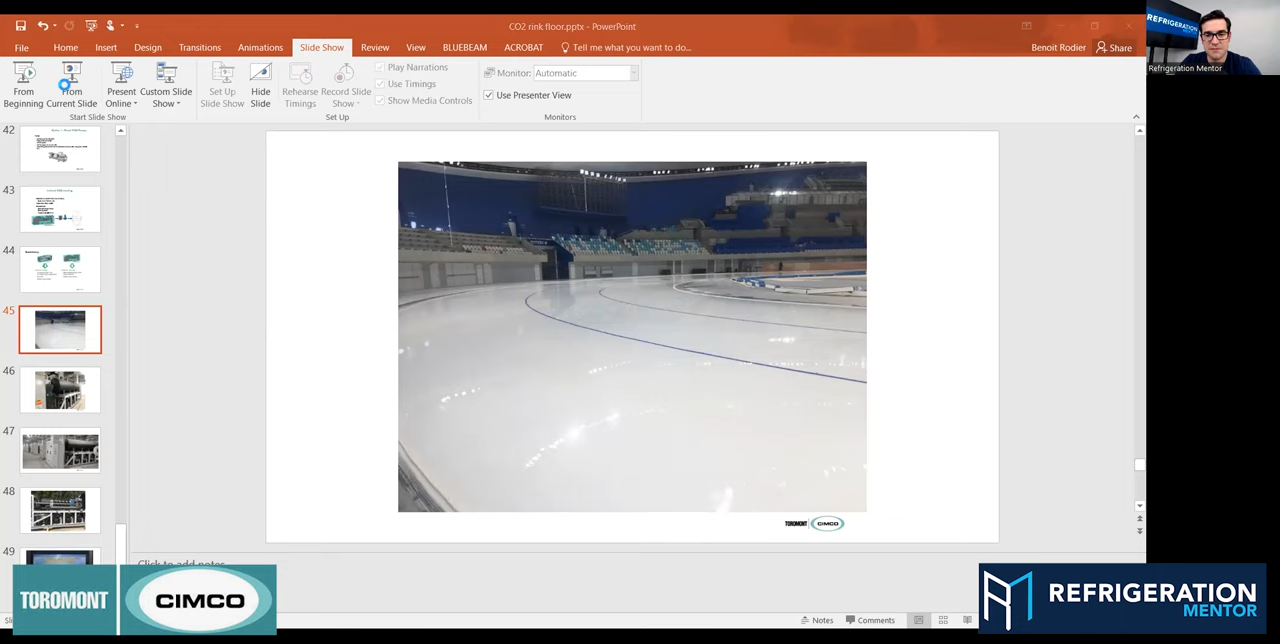 CO2 rink floor.pptx - PowerPoint
File Home Insert Design Transitions Animations Slide Show Review View BLUEBEAM ACROBAT Tell me what you want to do... Benoit Rodier Share
From Beginning
From Current Slide
Present Online
Custom Slide Show
Set Up Slide Show
Hide Slide
Rehearse Timings
Record Slide Show
Play Narrations
Use Timings
Show Media Controls
Monitor: Automatic
Use Presenter View
Start Slide Show
Set Up
Monitors
REFRIGERATION
Refrigeration Mentor
42
43
44
45
46
47
48
49
TOROMONT CIMCO
Click to add notes
TOROMONT CIMCO
Notes Comments
REFRIGERATION
MENTOR